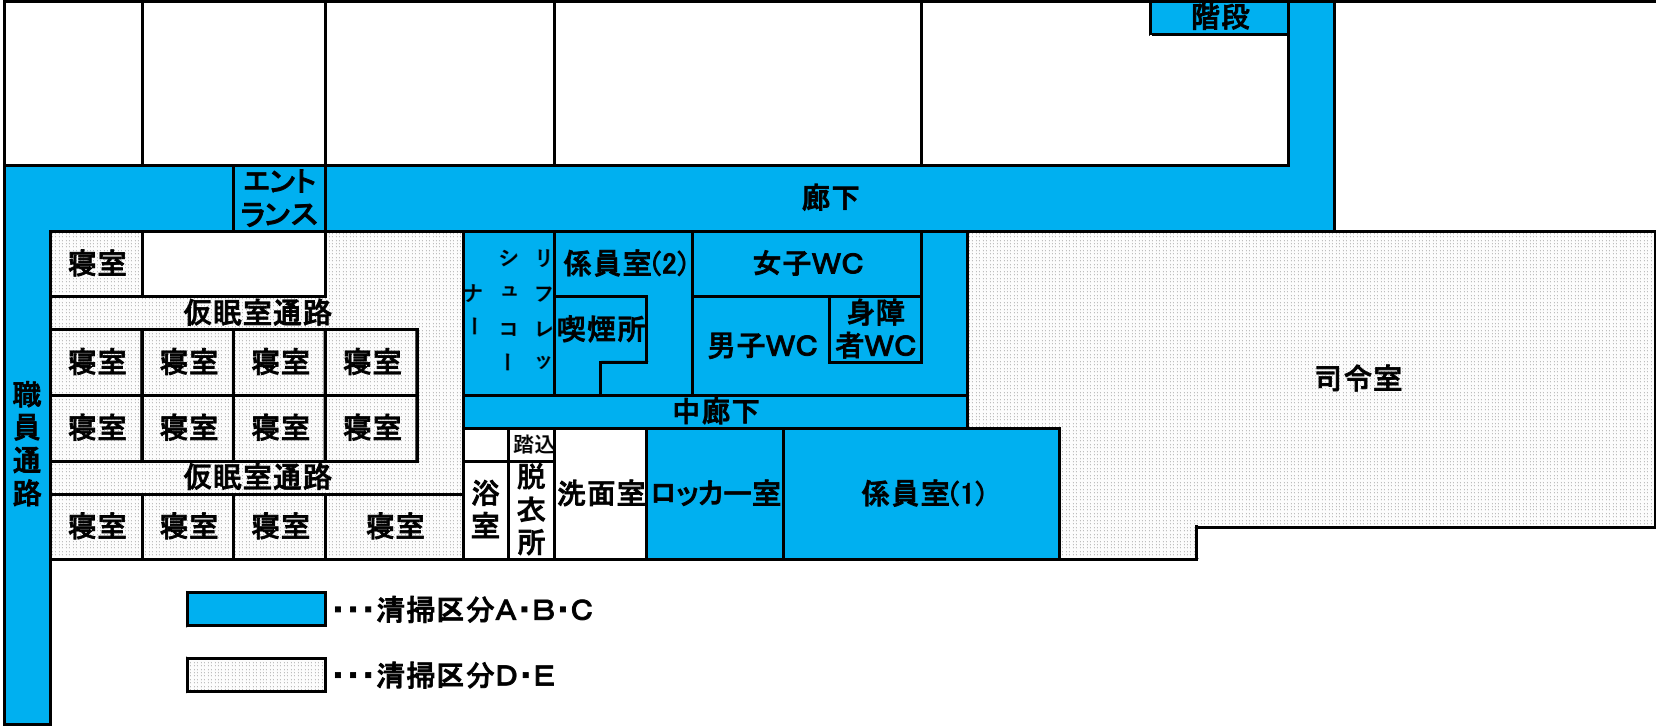 階段
エント
ランス
廊下
寝室
リフレッ
シュコー
ナー
係員室(2)
女子WC
仮眠室通路
喫煙所
男子WC
身障
者WC
寝室
寝室
寝室
寝室
司令室
職員通路
寝室
寝室
寝室
寝室
中廊下
仮眠室通路
踏込
浴室
脱衣所
洗面室
ロッカー室
係員室(1)
寝室
寝室
寝室
寝室
・・・清掃区分A・B・C
・・・清掃区分D・E